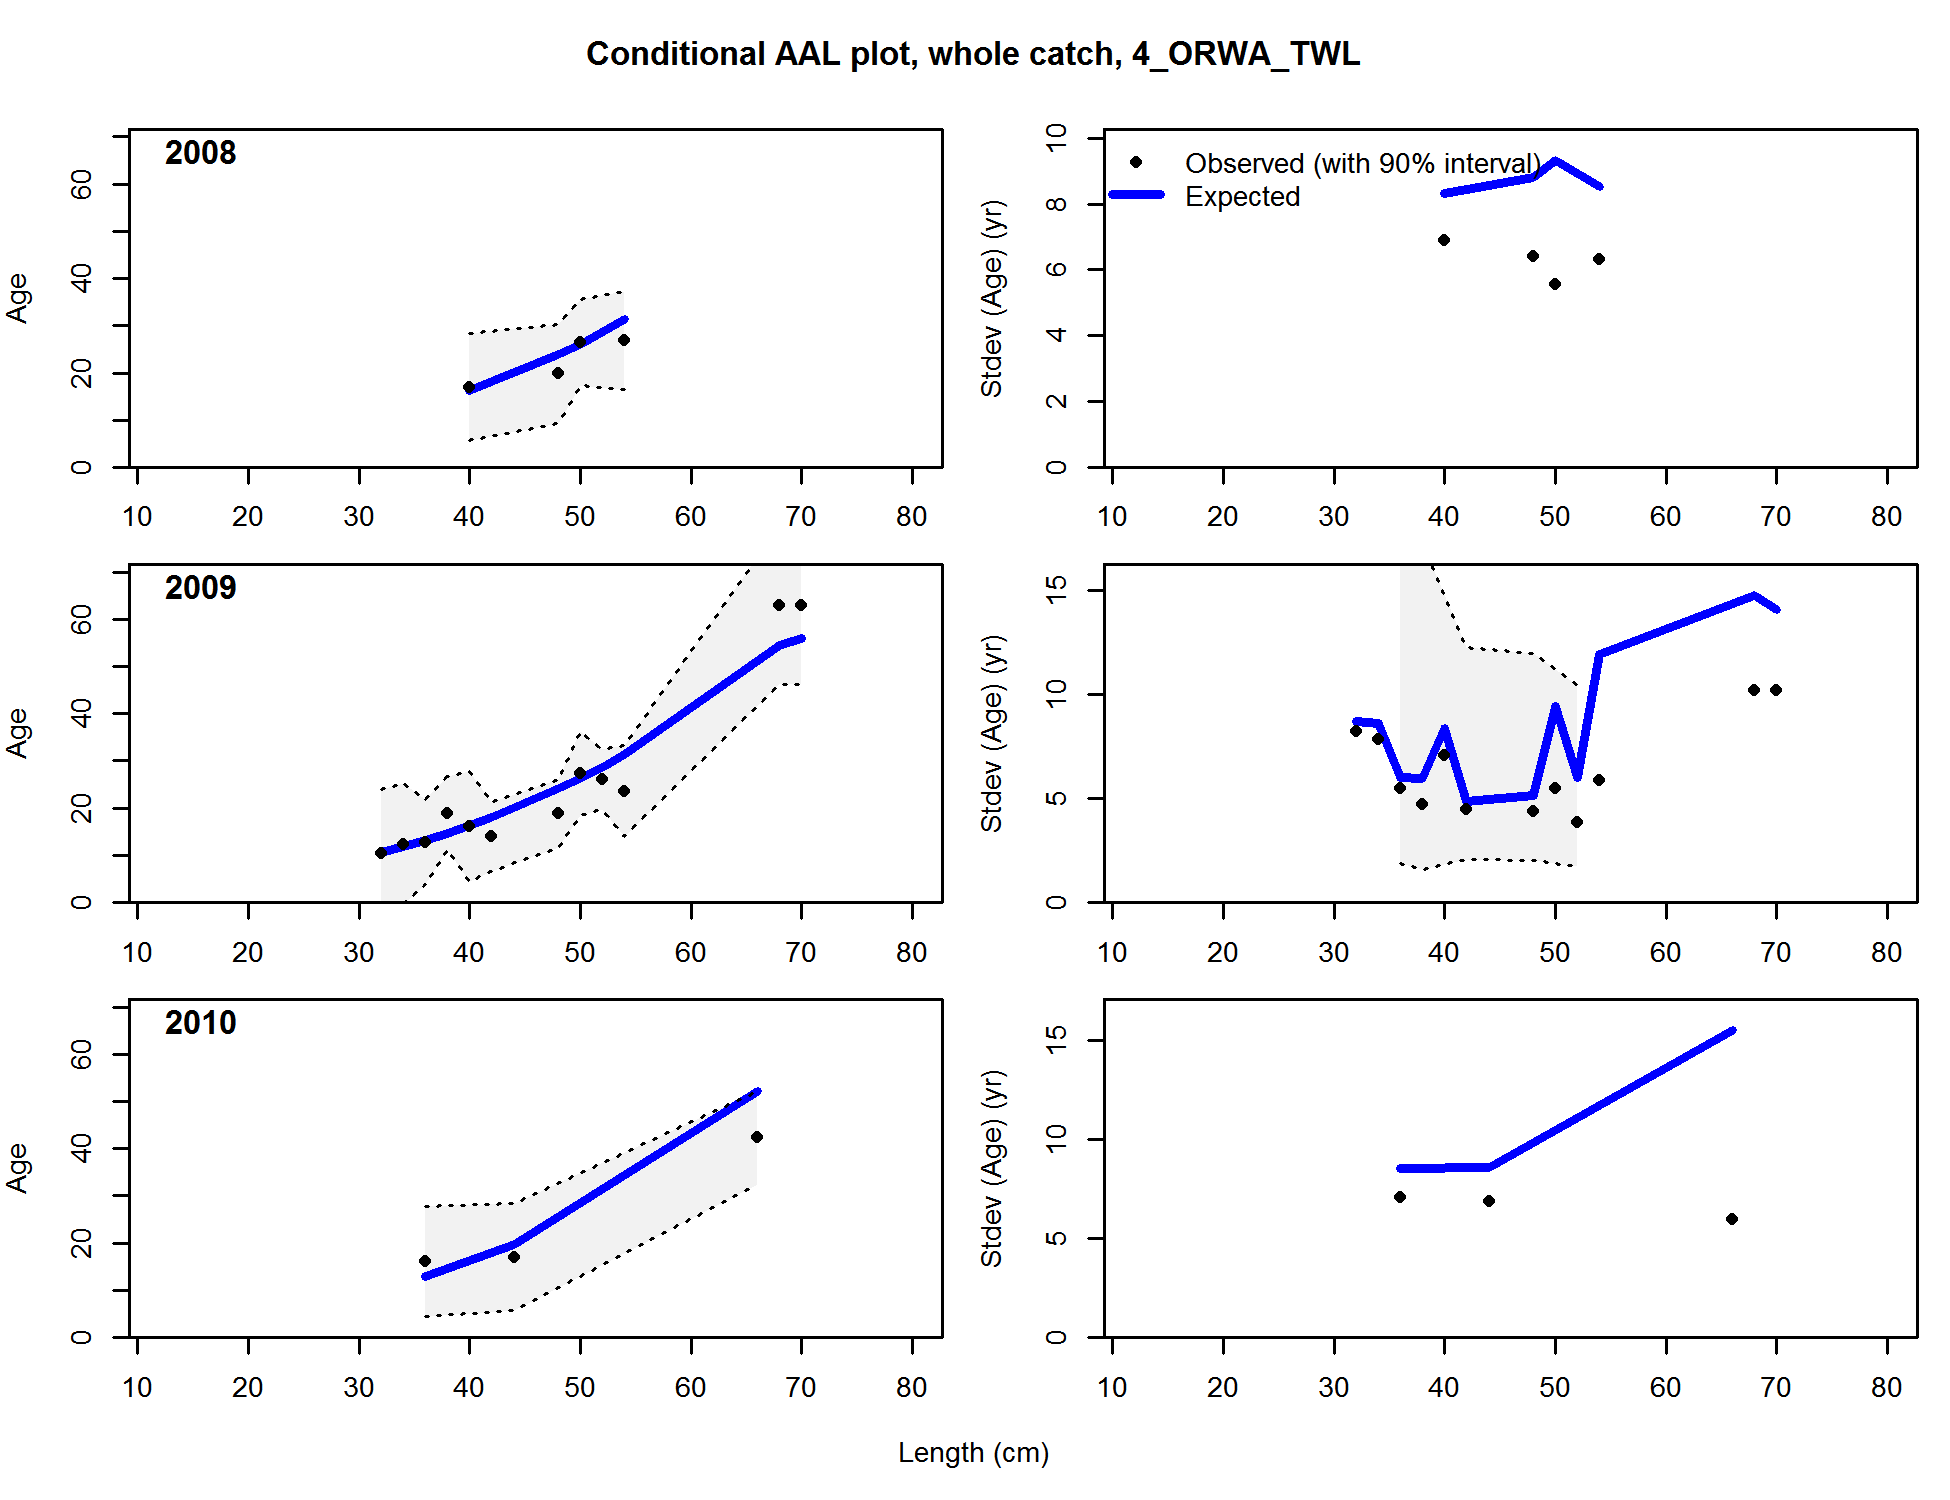 Conditional AAL plot, whole catch, 4_ORWA_TWL
2008
Age
0 20 40 60
10 20 30 40 50 60 70 80
Observed (with 90% interval)
Expected
Stdev (Age) (yr)
0 2 4 6 8 10
10 20 30 40 50 60 70 80
2009
Age
0 20 40 60
10 20 30 40 50 60 70 80
Stdev (Age) (yr)
0 5 10 15
10 20 30 40 50 60 70 80
2010
Age
0 20 40 60
10 20 30 40 50 60 70 80
Stdev (Age) (yr)
0 5 10 15
10 20 30 40 50 60 70 80
Length (cm)